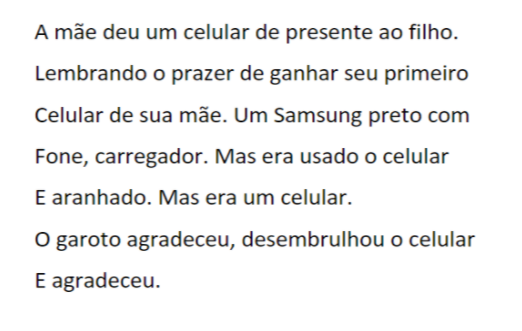 A mãe deu um celular de presente ao filho.
Lembrando o prazer de ganhar seu primeiro
Celular de sua mãe. Um Samsung preto com
Fone, carregador. Mas era usado o celular
E aranhado. Mas era um celular.
O garoto agradeceu, desembrulhou o celular
E agradeceu.